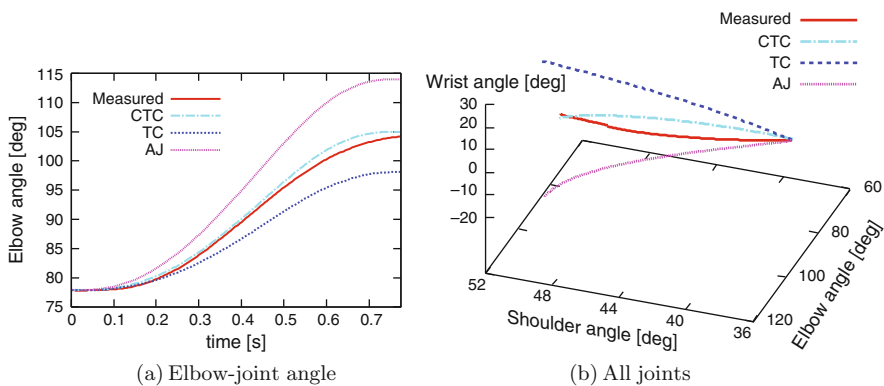 Measured
CTC
TC
AJ
115
110
105
100
95
90
85
80
75
Elbow angle [deg]
0 0.1 0.2 0.3 0.4 0.5 0.6 0.7
time [s]
(a) Elbow-joint angle
Measured
CTC
TC
AJ
Wrist angle [deg]
30
20
10
0
−10
−20
52 48 44 40 36
Shoulder angle [deg]
60
80
100
120
Elbow angle [deg]
(b) All joints